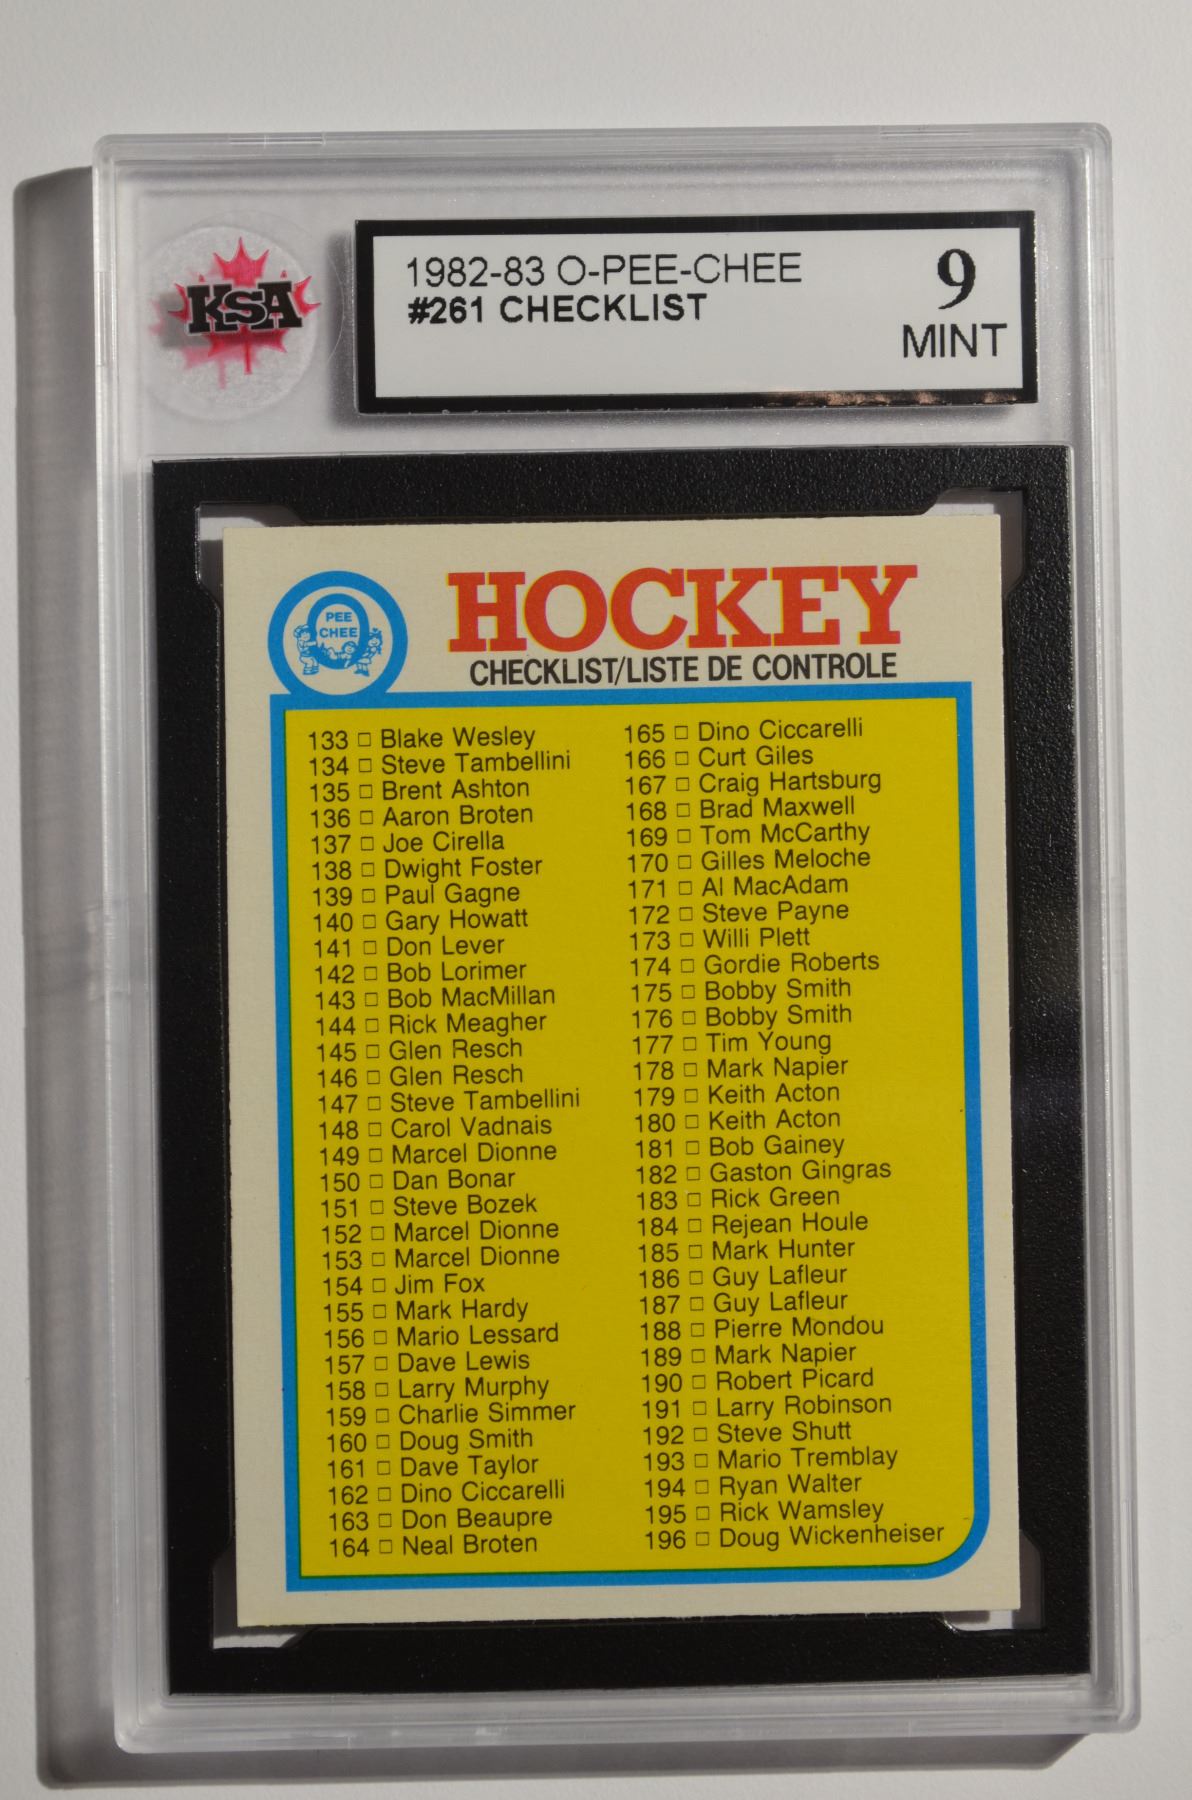 KSA
1982-83 O-PEE-CHEE
#261 CHECKLIST
9
MINT
PEE
CHEE
HOCKEY
CHECKLIST/LISTE DE CONTROLE
133 □ Blake Wesley
134 □ Steve Tambellini
135 □ Brent Ashton
136 □ Aaron Broten
137 □ Joe Cirella
138 □ Dwight Foster
139 □ Paul Gagne
140 □ Gary Howatt
141 □ Don Lever
142 □ Bob Lorimer
143 □ Bob MacMillan
144 □ Rick Meagher
145 □ Glen Resch
146 □ Glen Resch
147 □ Steve Tambellini
148 □ Carol Vadnais
149 □ Marcel Dionne
150 □ Dan Bonar
151 □ Steve Bozek
152 □ Marcel Dionne
153 □ Marcel Dionne
154 □ Jim Fox
155 □ Mark Hardy
156 □ Mario Lessard
157 □ Dave Lewis
158 □ Larry Murphy
159 □ Charlie Simmer
160 □ Doug Smith
161 □ Dave Taylor
162 □ Dino Ciccarelli
163 □ Don Beaupre
164 □ Neal Broten
165 □ Dino Ciccarelli
166 □ Curt Giles
167 □ Craig Hartsburg
168 □ Brad Maxwell
169 □ Tom McCarthy
170 □ Gilles Meloche
171 □ Al MacAdam
172 □ Steve Payne
173 □ Willi Plett
174 □ Gordie Roberts
175 □ Bobby Smith
176 □ Bobby Smith
177 □ Tim Young
178 □ Mark Napier
179 □ Keith Acton
180 □ Keith Acton
181 □ Bob Gainey
182 □ Gaston Gingras
183 □ Rick Green
184 □ Rejean Houle
185 □ Mark Hunter
186 □ Guy Lafleur
187 □ Guy Lafleur
188 □ Pierre Mondou
189 □ Mark Napier
190 □ Robert Picard
191 □ Larry Robinson
192 □ Steve Shutt
193 □ Mario Tremblay
194 □ Ryan Walter
195 □ Rick Wamsley
196 □ Doug Wickenheiser